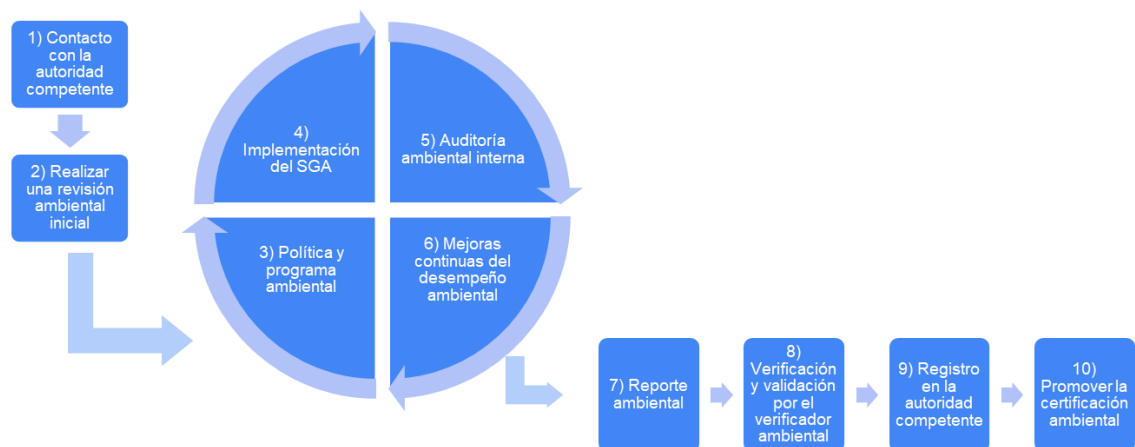 1) Contacto
con la
autoridad
competente
2) Realizar
una revisión
ambiental
inicial
3) Política y
programa
ambiental
4)
Implementación
del SGA
5) Auditoría
ambiental interna
6) Mejoras
continuas del
desempeño
ambiental
7) Reporte
ambiental
8)
Verificación
y validación
por el
verificador
ambiental
9) Registro
en la
autoridad
competente
10)
Promover la
certificación
ambiental